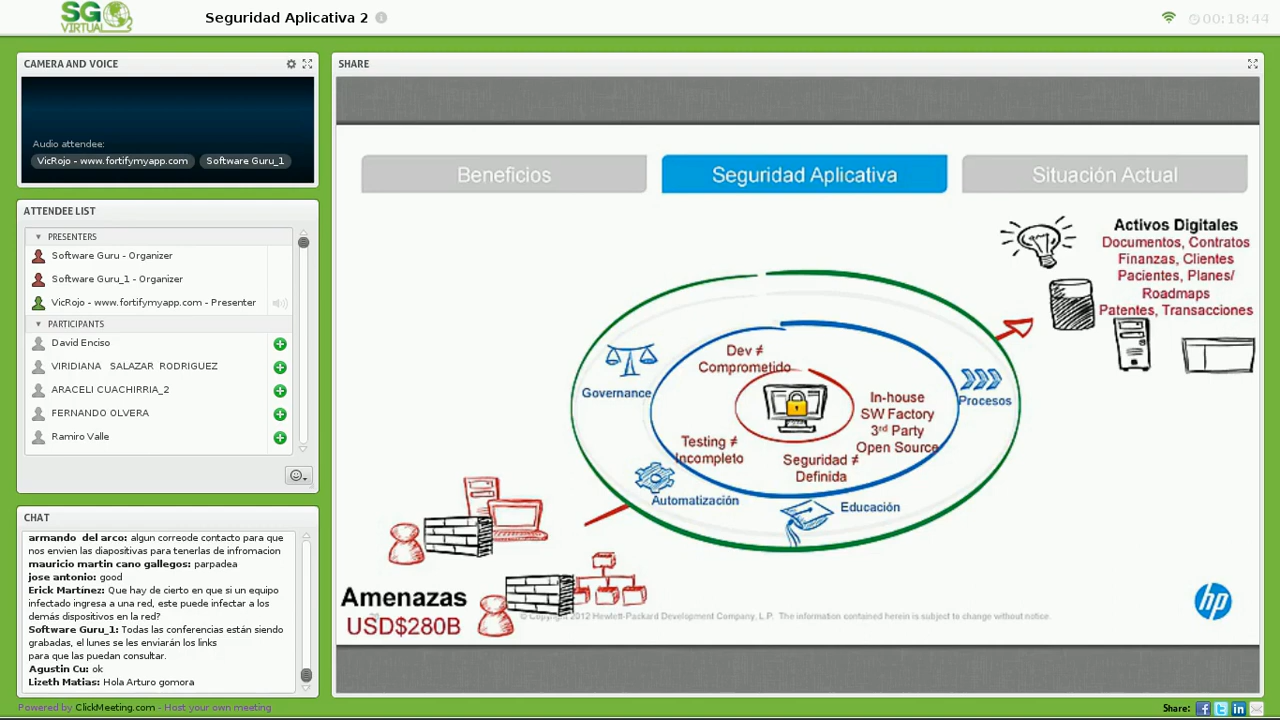 SG
VIRTUAL
Seguridad Aplicativa 2
00:18:44
CAMERA AND VOICE
Audio attendee:
VicRojo - www.fortifymyapp.com
Software Guru_1
ATTENDEE LIST
PRESENTERS
Software Guru - Organizer
Software Guru_1 - Organizer
VicRojo - www.fortifymyapp.com - Presenter
PARTICIPANTS
David Enciso
VIRIDIANA SALAZAR RODRIGUEZ
ARACELI CUACHIRRIA_2
FERNANDO OLVERA
Ramiro Valle
CHAT
armando del arco: algun correode contacto para que
nos envien las diapositivas para tenerlas de infromacion
mauricio martin cano gallegos: parpadea
jose antonio: good
Erick Martínez: Que hay de cierto en que si un equipo
infectado ingresa a una red, este puede infectar a los
demás dispositivos en la red?
Software Guru_1: Todas las conferencias están siendo
grabadas, el lunes se les enviarán los links
para que las puedan consultar.
Agustin Cu: ok
Lizeth Matias: Hola Arturo gomora
SHARE
Beneficios
Seguridad Aplicativa
Situación Actual
Activos Digitales
Documentos, Contratos
Finanzas, Clientes
Pacientes, Planes/
Roadmaps
Patentes, Transacciones
Dev ≠
Comprometido
Governance
Procesos
In-house
SW Factory
3rd Party
Open Source
Testing ≠
Incompleto
Seguridad ≠
Definida
Automatización
Educación
Amenazas
USD$280B
© Copyright 2012 Hewlett-Packard Development Company, L.P. The information contained herein is subject to change without notice.
hp
Powered by ClickMeeting.com - Host your own meeting
Share: